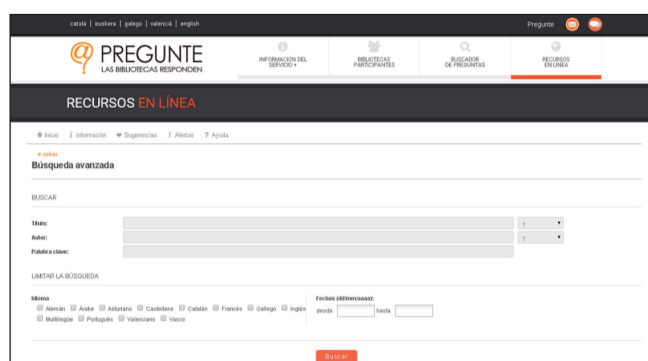 català | euskera | galego | valencià | english
Pregunte
PREGUNTE
LAS BIBLIOTECAS RESPONDEN
INFORMACIÓN DEL
SERVICIO +
BIBLIOTECAS
PARTICIPANTES
BUSCADOR
DE PREGUNTAS
RECURSOS
EN LÍNEA
RECURSOS EN LÍNEA
Inicio Información Sugerencias Alertas Ayuda
« volver
Búsqueda avanzada
BUSCAR
Título: y
Autor: y
Palabra clave:
LIMITAR LA BÚSQUEDA
Idioma Fechas (dd/mm/aaaa):
Alemán Árabe Asturiano Castellano Catalán Francés Gallego Inglés desde hasta
Multilingüe Portugués Valenciano Vasco
Buscar